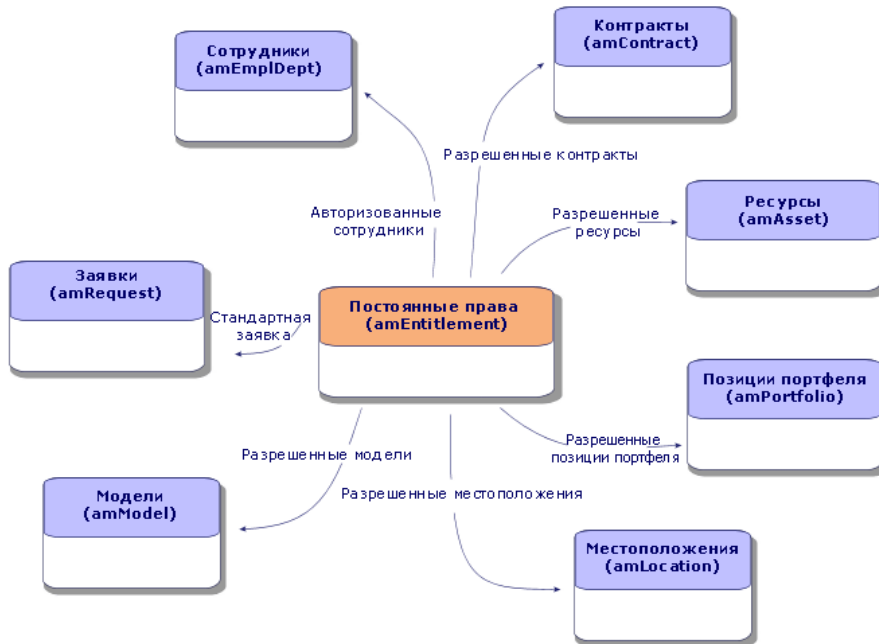 Сотрудники
(amEmplDept)
Контракты
(amContract)
Разрешенные контракты
Ресурсы
(amAsset)
Авторизованные
сотрудники
Разрешенные
ресурсы
Заявки
(amRequest)
Постоянные права
(amEntitlement)
Стандартная
заявка
Позиции портфеля
(amPortfolio)
Разрешенные
позиции портфеля
Разрешенные модели
Разрешенные местоположения
Модели
(amModel)
Местоположения
(amLocation)